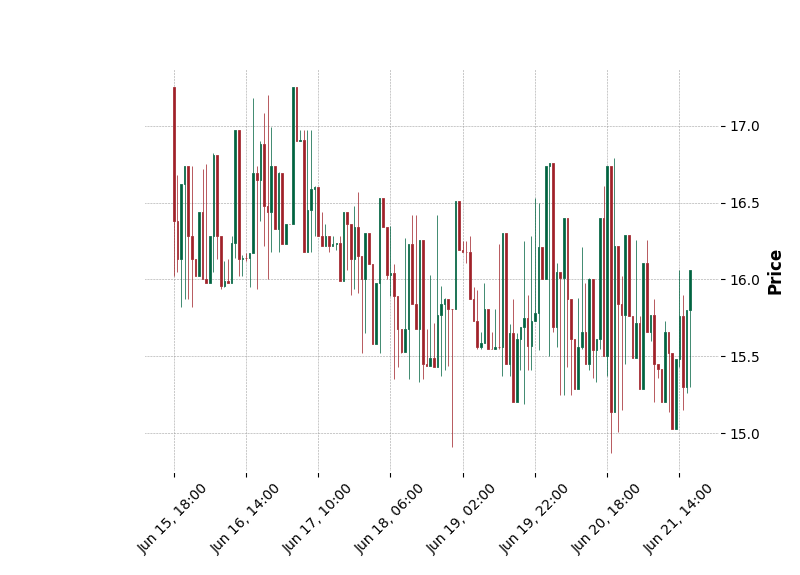 17.0
16.5
16.0
15.5
15.0
Price
Jun 15, 18:00
Jun 16, 14:00
Jun 17, 10:00
Jun 18, 06:00
Jun 19, 02:00
Jun 19, 22:00
Jun 20, 18:00
Jun 21, 14:00